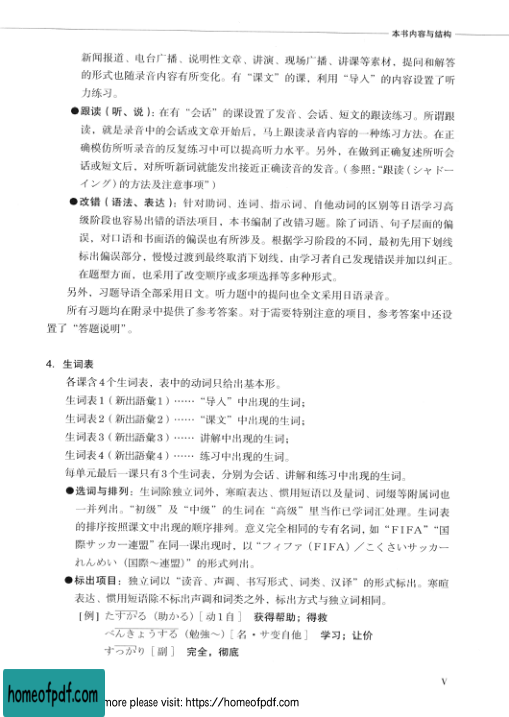 本书内容与结构
新闻报道、电台广播、说明性文章、讲演、现场广播、讲课等素材，提问和解答
的形式也随录音内容有所变化。有“课文”的课，利用“导入”的内容设置了听
力练习。
●跟读（听、说）：在有“会话”的课设置了发音、会话、短文的跟读练习。所谓跟
读，就是录音中的会话或文章开始后，马上跟读录音内容的一种练习方法。在正
确模仿所听录音的反复练习中可以提高听力水平。另外，在做到正确复述所听会
话或短文后，对所听新词就能发出接近正确读音的发音。（参照：“跟读（シャドー
イング）的方法及注意事项”）
●改错（语法、表达）：针对助词、连词、指示词、自他动词的区别等日语学习高
级阶段也容易出错的语法项目，本书编制了改错习题。除了词语、句子层面的偏
误，对口语和书面语的偏误也有所涉及。根据学习阶段的不同，最初先用下划线
标出偏误部分，慢慢过渡到最终取消下划线，由学习者自己发现错误并加以纠正。
在题型方面，也采用了改变顺序或多项选择等多种形式。
另外，习题导语全部采用日文。听力题中的提问也全文采用日语录音。
所有习题均在附录中提供了参考答案。对于需要特别注意的项目，参考答案中还设
置了“答题说明”。
4. 生词表
各课含4个生词表，表中的动词只给出基本形。
生词表1（新出語彙1）……“导入”中出现的生词；
生词表2（新出語彙2）……“课文”中出现的生词；
生词表3（新出語彙3）…… 讲解中出现的生词；
生词表4（新出語彙4）…… 练习中出现的生词。
每单元最后一课只有3个生词表，分别为会话、讲解和练习中出现的生词。
●选词与排列：生词除独立词外，寒暄表达、惯用短语以及量词、词缀等附属词也
一并列出。“初级”及“中级”的生词在“高级”里当作已学词汇处理。生词表
的排序按照课文中出现的顺序排列。意义完全相同的专有名词，如“FIFA”“国
際サッカー連盟”在同一课出现时，以“フィファ（FIFA）／こくさいサッカー
れんめい（国際～連盟）”的形式列出。
●标出项目：独立词以“读音、声调、书写形式、词类、汉译”的形式标出。寒暄
表达、惯用短语除不标出声调和词类之外，标出方式与独立词相同。
［例］たすかる（助かる）［动1自］ 获得帮助；得救
べんきょうする（勉強～）［名・サ变自他］ 学习；让价
すっかり［副］ 完全，彻底
V
homeofpdf.com
more please visit: https://homeofpdf.com